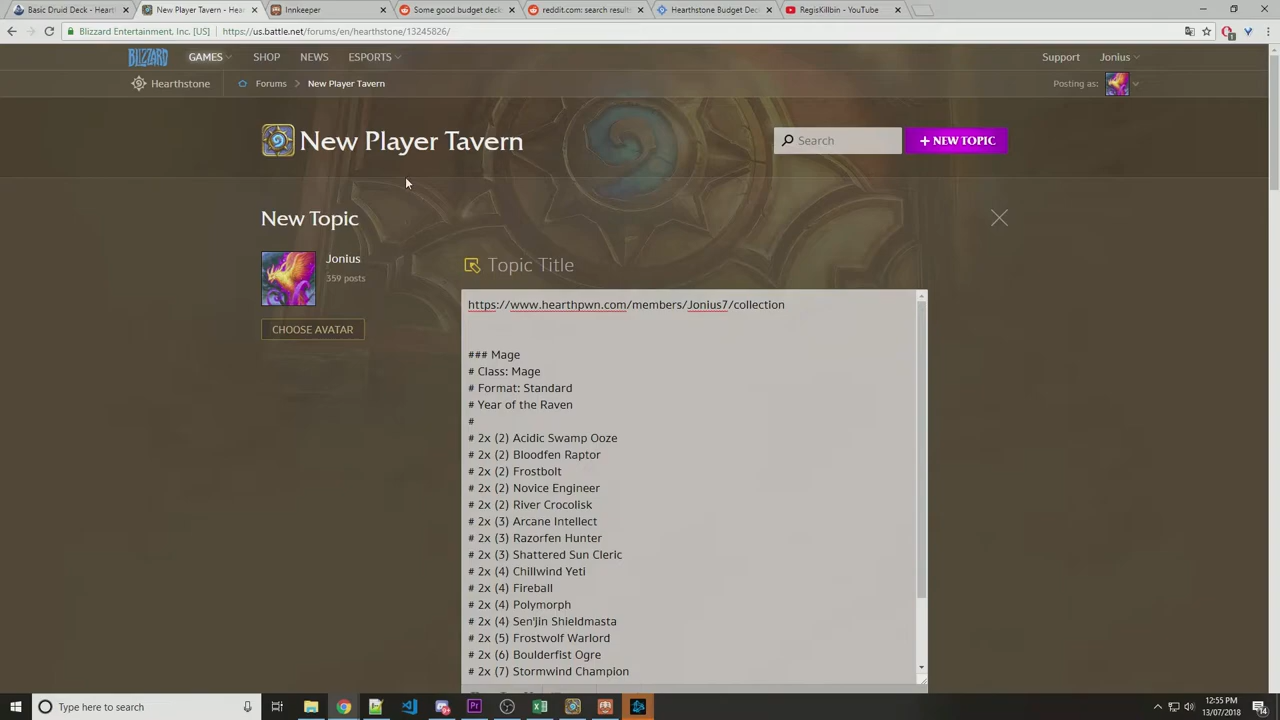 Basic Druid Deck - Hearth
New Player Tavern - Hea
Innkeeper
Some good budget deck
reddit.com: search results
Hearthstone Budget Dec
RegisKillbin - YouTube
Blizzard Entertainment, Inc. [US]
https://us.battle.net/forums/en/hearthstone/13245826/
BLIZZARD
GAMES
SHOP
NEWS
ESPORTS
Support
Jonius
Hearthstone
Forums
New Player Tavern
Posting as:
New Player Tavern
Search
+ NEW TOPIC
New Topic
Jonius
359 posts
CHOOSE AVATAR
Topic Title
https://www.hearthpwn.com/members/Jonius7/collection
### Mage
# Class: Mage
# Format: Standard
# Year of the Raven
#
# 2x (2) Acidic Swamp Ooze
# 2x (2) Bloodfen Raptor
# 2x (2) Frostbolt
# 2x (2) Novice Engineer
# 2x (2) River Crocolisk
# 2x (3) Arcane Intellect
# 2x (3) Razorfen Hunter
# 2x (3) Shattered Sun Cleric
# 2x (4) Chillwind Yeti
# 2x (4) Fireball
# 2x (4) Polymorph
# 2x (4) Sen'jin Shieldmasta
# 2x (5) Frostwolf Warlord
# 2x (6) Boulderfist Ogre
# 2x (7) Stormwind Champion
Type here to search
Pr
12:55 PM
13/07/2018
14